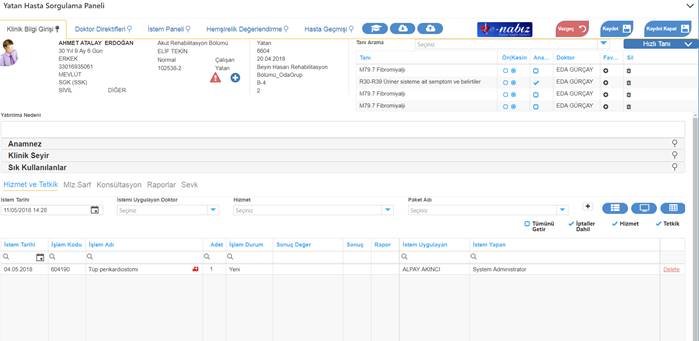 Yatan Hasta Sorgulama Paneli
Klinik Bilgi Girişi
Doktor Direktifleri
İstem Paneli
Hemşirelik Değerlendirme
Hasta Geçmişi
e-nabız
Vazgeç
Kaydet
Kaydet Kapat
AHMET ATALAY ERDOĞAN
30 Yıl 9 Ay 6 Gün
ERKEK
33016935061
MEVLÜT
SGK (SSK)
SİVİL DİĞER
Akut Rehabilitasyon Bölümü
ELIF TEKİN
Normal Çalışan
102538-2 Yatan
Yatan
6604
20.04.2018
Beyin Hasarı Rehabilitasyon
Bölümü_OdaGrup
B-4
2
Tanı Arama
Seçiniz
Hızlı Tanı
Tanı Ön(Kesin Ana... Doktor Fav... Sil
M79.7 Fibromiyalji EDA GÜRÇAY
R30-R39 Üriner sisteme ait semptom ve belirtiler EDA GÜRÇAY
M79.7 Fibromiyalji EDA GÜRÇAY
M79.7 Fibromiyalji EDA GÜRÇAY
Yatırılma Nedeni
Anamnez
Klinik Seyir
Sık Kullanılanlar
Hizmet ve Tetkik Mlz.Sarf Konsültasyon Raporlar Sevk
İstem Tarihi
11/05/2018 14:28
İstemi Uygulayan Doktor
Seçiniz
Hizmet
Seçiniz
Paket Adı
Seçiniz
Tümünü Getir
İptaller Dahil
Hizmet
Tetkik
İstem Tarihi İşlem Kodu İşlem Adı Adet İşlem Durum Sonuç Değer Sonuç Rapor İstem Uygulayan İstem Yapan
04.05.2018 604190 Tüp perikardiostomi 1 Yeni ALPAY AKINCI System Administrator Delete